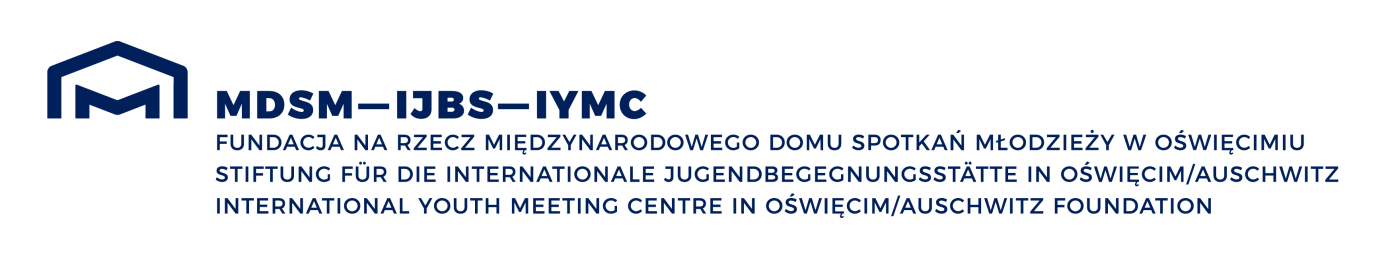 MDSM—IJBS—IYMC
FUNDACJA NA RZECZ MIĘDZYNARODOWEGO DOMU SPOTKAŃ MŁODZIEŻY W OŚWIĘCIMIU
STIFTUNG FÜR DIE INTERNATIONALE JUGENDBEGEGNUNGSSTÄTTE IN OŚWIĘCIM/AUSCHWITZ
INTERNATIONAL YOUTH MEETING CENTRE IN OŚWIĘCIM/AUSCHWITZ FOUNDATION